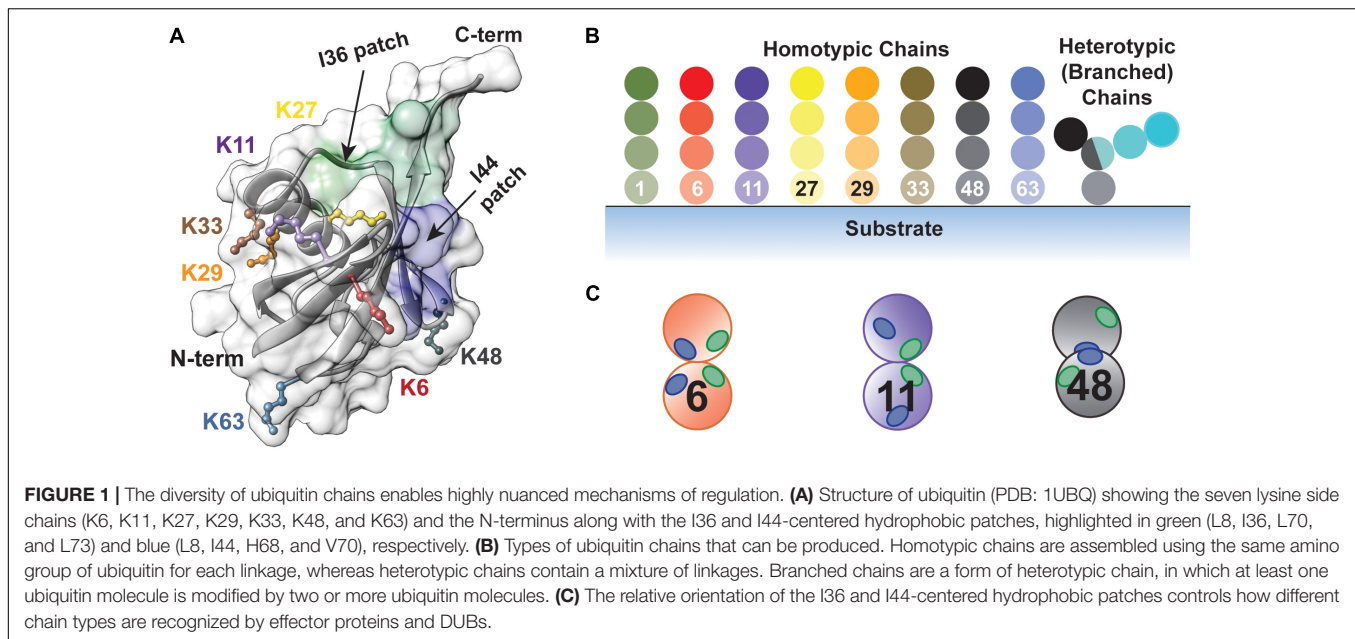 A
I36 patch
C-term
K27
K11
I44 patch
K33
K29
N-term
K48
K6
K63
B
Homotypic Chains
Heterotypic
(Branched)
Chains
1 6 11 27 29 33 48 63
Substrate
C
6 11 48
FIGURE 1 | The diversity of ubiquitin chains enables highly nuanced mechanisms of regulation. (A) Structure of ubiquitin (PDB: 1UBQ) showing the seven lysine side
chains (K6, K11, K27, K29, K33, K48, and K63) and the N-terminus along with the I36 and I44-centered hydrophobic patches, highlighted in green (L8, I36, L70,
and L73) and blue (L8, I44, H68, and V70), respectively. (B) Types of ubiquitin chains that can be produced. Homotypic chains are assembled using the same amino
group of ubiquitin for each linkage, whereas heterotypic chains contain a mixture of linkages. Branched chains are a form of heterotypic chain, in which at least one
ubiquitin molecule is modified by two or more ubiquitin molecules. (C) The relative orientation of the I36 and I44-centered hydrophobic patches controls how different
chain types are recognized by effector proteins and DUBs.